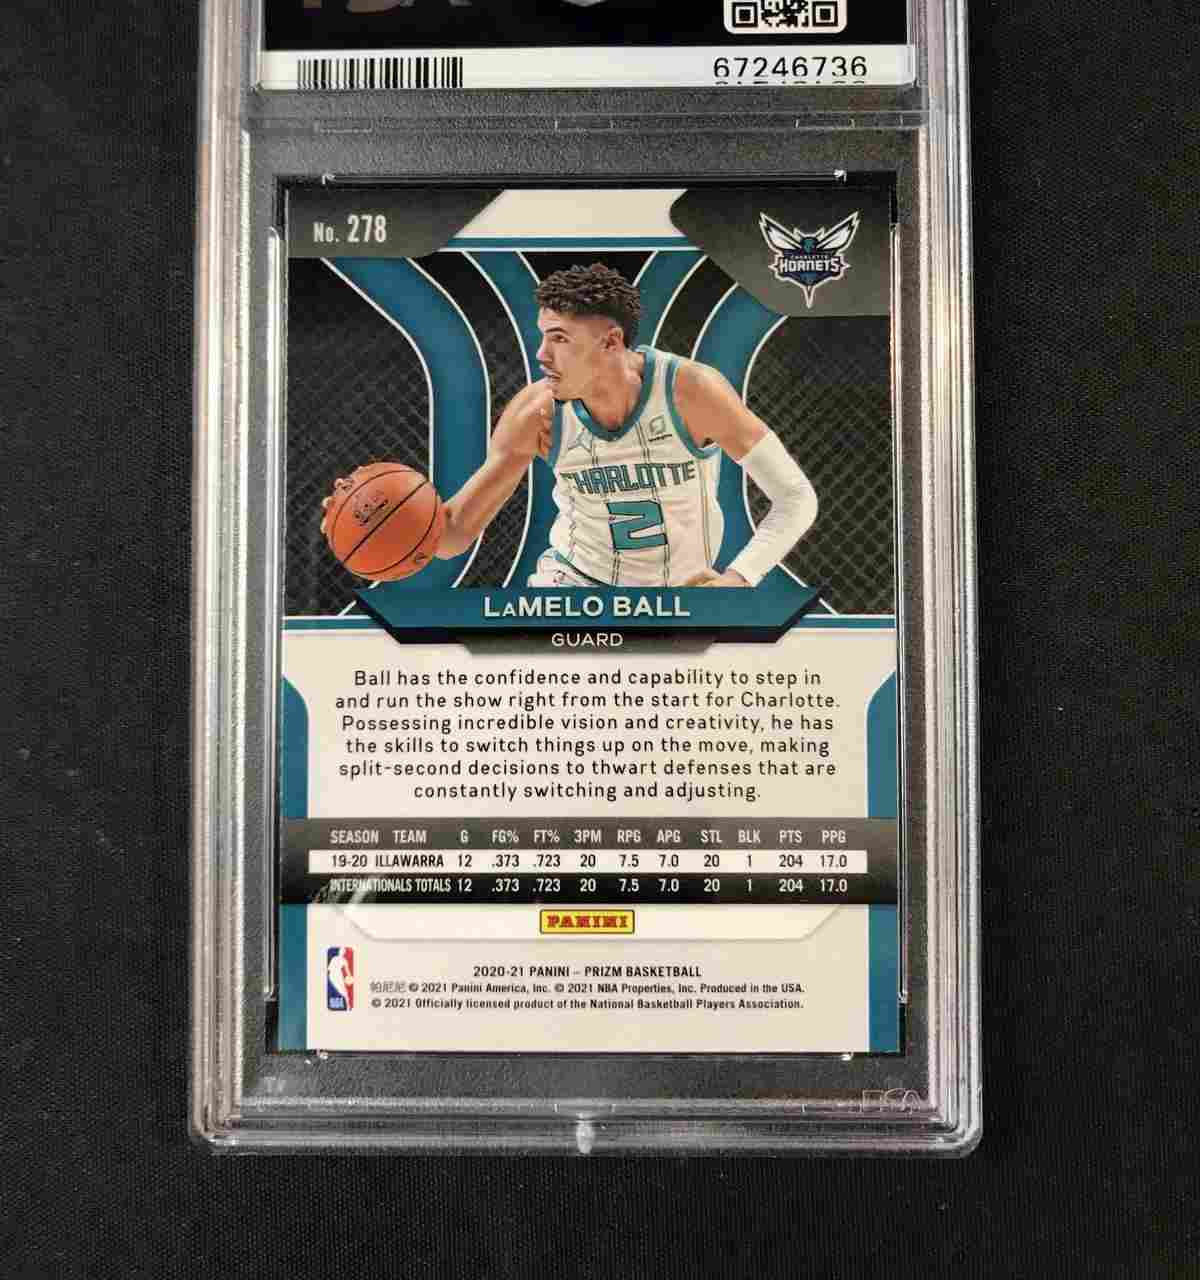 67246736
No. 278
CHARLOTTE
HORNETS
CHARLOTTE
2
LaMELO BALL
GUARD
Ball has the confidence and capability to step in
and run the show right from the start for Charlotte.
Possessing incredible vision and creativity, he has
the skills to switch things up on the move, making
split-second decisions to thwart defenses that are
constantly switching and adjusting.
SEASON TEAM G FG% FT% 3PM RPG APG STL BLK PTS PPG
19-20 ILLAWARRA 12 .373 .723 20 7.5 7.0 20 1 204 17.0
INTERNATIONALS TOTALS 12 .373 .723 20 7.5 7.0 20 1 204 17.0
PANINI
NBA
2020-21 PANINI – PRIZM BASKETBALL
帕尼尼 © 2021 Panini America, Inc. © 2021 NBA Properties, Inc. Produced in the USA.
© 2021 Officially licensed product of the National Basketball Players Association.
PSA